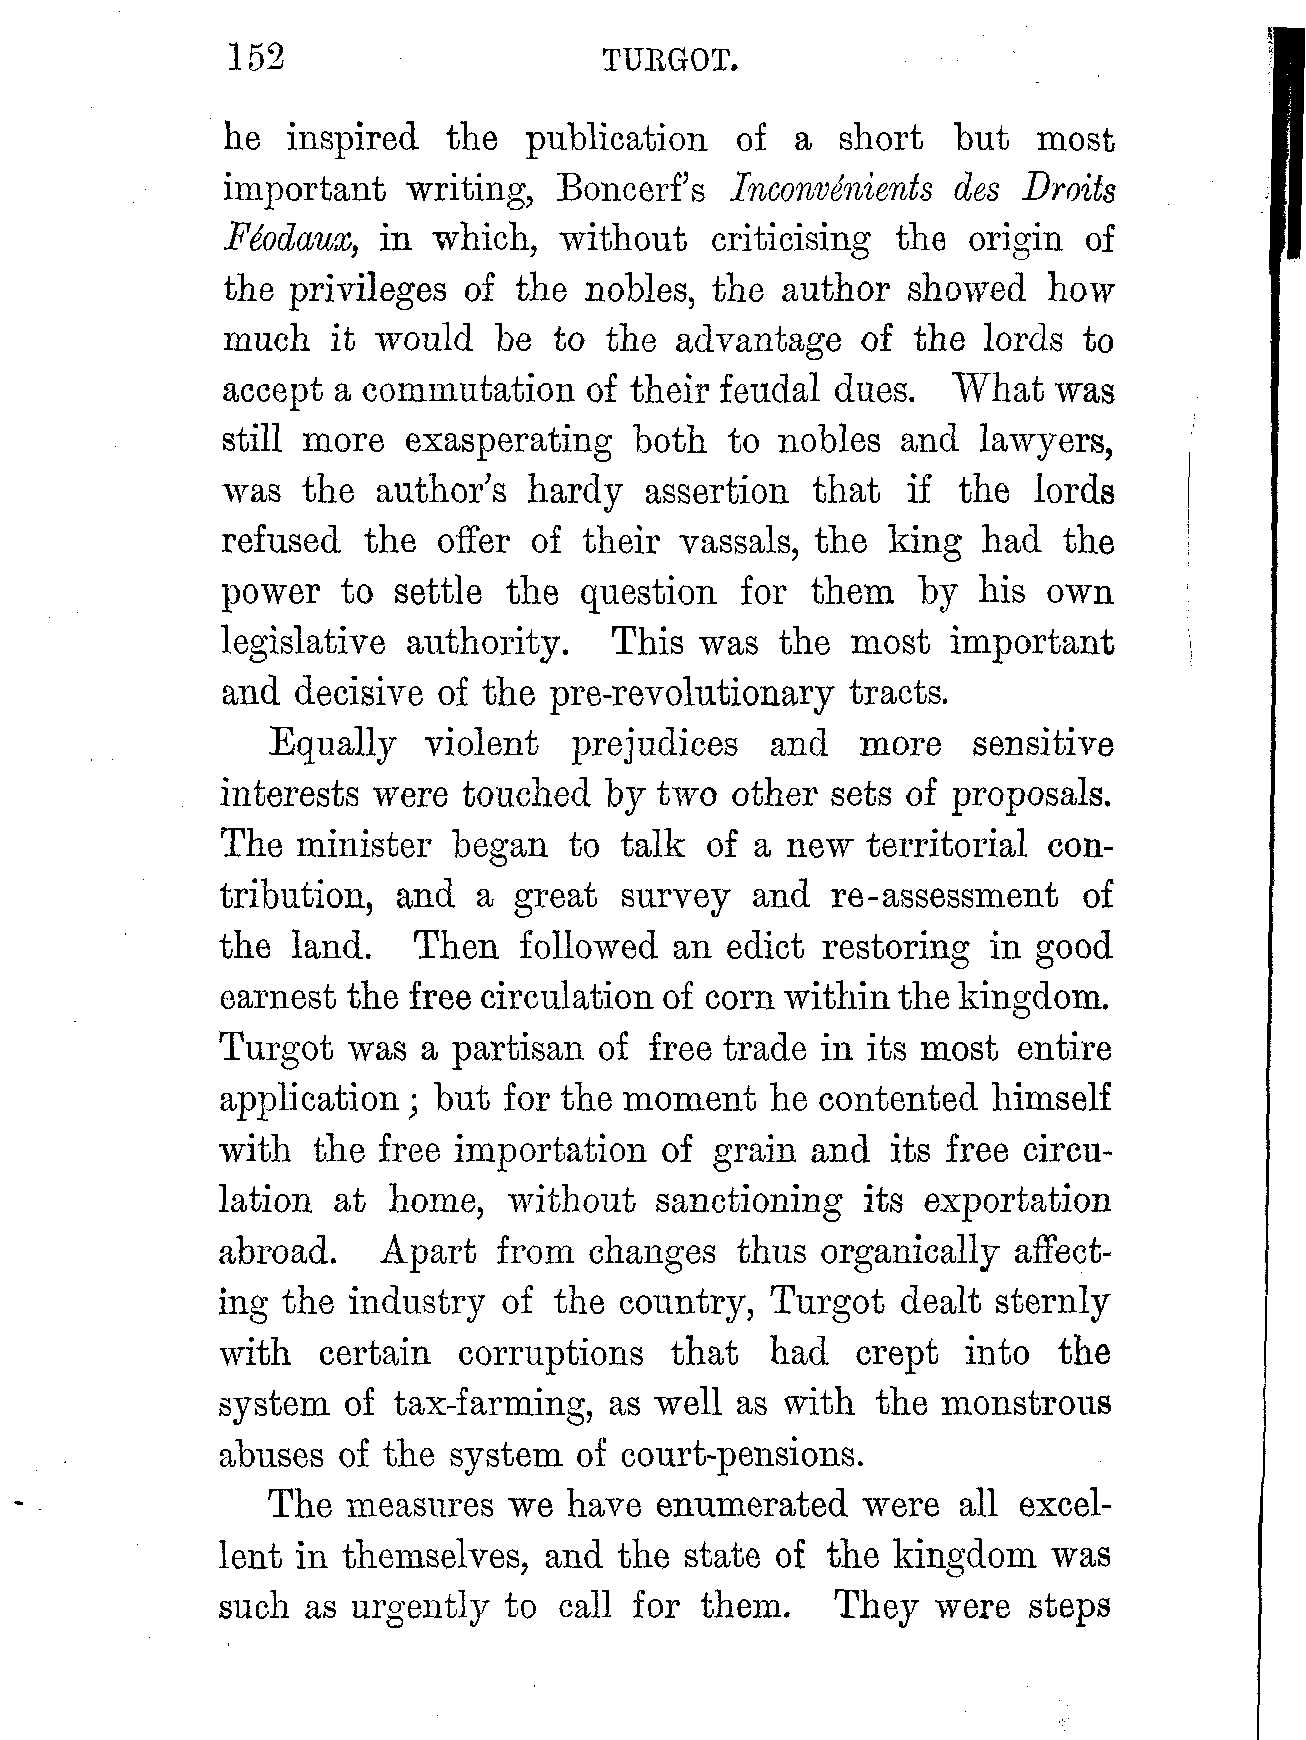 152 TURGOT.
he inspired the publication of a short but most
important writing, Boncerf's Inconvénients des Droits
Féodaux, in which, without criticising the origin of
the privileges of the nobles, the author showed how
much it would be to the advantage of the lords to
accept a commutation of their feudal dues. What was
still more exasperating both to nobles and lawyers,
was the author's hardy assertion that if the lords
refused the offer of their vassals, the king had the
power to settle the question for them by his own
legislative authority. This was the most important
and decisive of the pre-revolutionary tracts.
Equally violent prejudices and more sensitive
interests were touched by two other sets of proposals.
The minister began to talk of a new territorial con-
tribution, and a great survey and re-assessment of
the land. Then followed an edict restoring in good
earnest the free circulation of corn within the kingdom.
Turgot was a partisan of free trade in its most entire
application; but for the moment he contented himself
with the free importation of grain and its free circu-
lation at home, without sanctioning its exportation
abroad. Apart from changes thus organically affect-
ing the industry of the country, Turgot dealt sternly
with certain corruptions that had crept into the
system of tax-farming, as well as with the monstrous
abuses of the system of court-pensions.
The measures we have enumerated were all excel-
lent in themselves, and the state of the kingdom was
such as urgently to call for them. They were steps